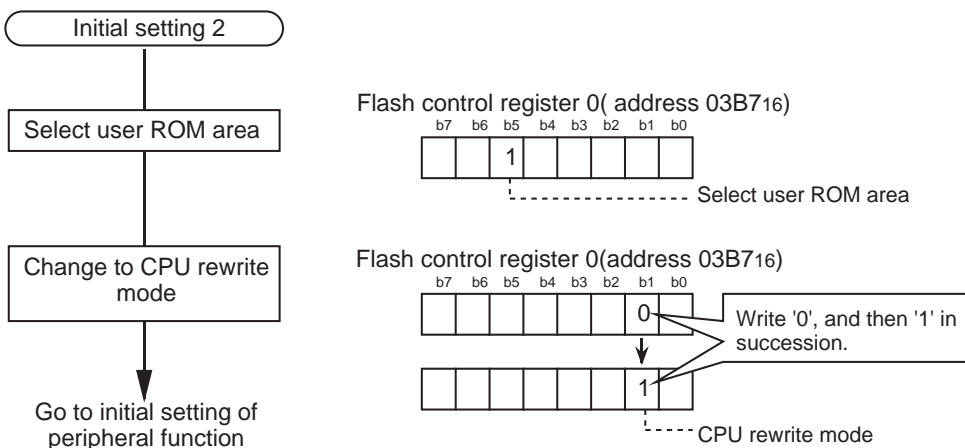 Initial setting 2
Select user ROM area
Flash control register 0( address 03B716)
b7 b6 b5 b4 b3 b2 b1 b0
1
Select user ROM area
Change to CPU rewrite
mode
Flash control register 0(address 03B716)
b7 b6 b5 b4 b3 b2 b1 b0
0
Write '0', and then '1' in
succession.
1
CPU rewrite mode
Go to initial setting of
peripheral function